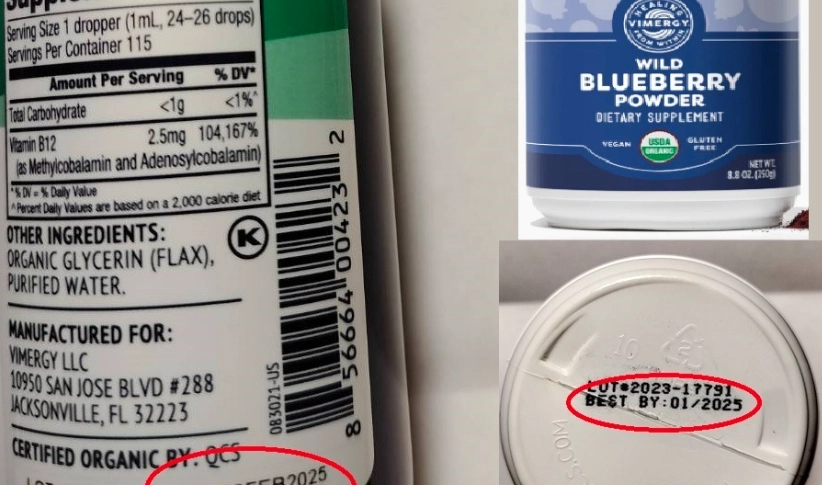 Serving Size 1 dropper (1mL, 24–26 drops)
Servings Per Container 115
Amount Per Serving % DV*
Total Carbohydrate <1g <1%^
Vitamin B12 2.5mg 104,167%
(as Methylcobalamin and Adenosylcobalamin)
* % DV = % Daily Value
^ Percent Daily Values are based on a 2,000 calorie diet
OTHER INGREDIENTS:
ORGANIC GLYCERIN (FLAX),
PURIFIED WATER.
K
MANUFACTURED FOR:
VIMERGY LLC
10950 SAN JOSE BLVD #288
JACKSONVILLE, FL 32223
CERTIFIED ORGANIC BY: QCS
2025
083021-US
8 56664 00423 2
HEALING
VIMERGY
FROM WITHIN
WILD
BLUEBERRY
POWDER
DIETARY SUPPLEMENT
VEGAN
USDA
ORGANIC
GLUTEN
FREE
NET WT.
8.8 OZ. (250g)
10
LOT#2023-17791
BEST BY:01/2025